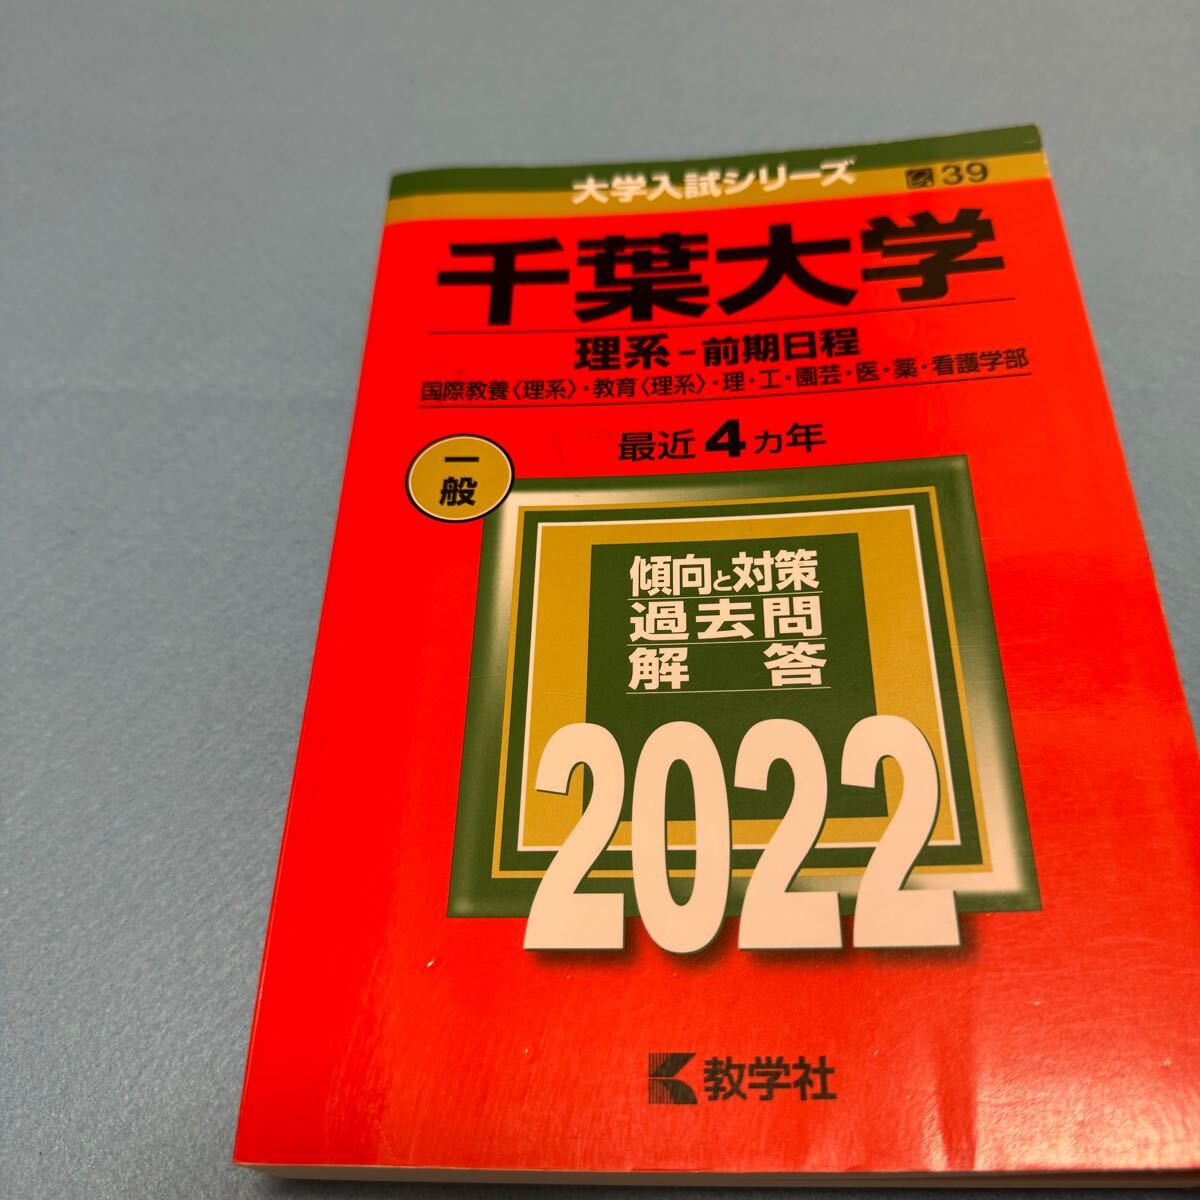 大学入試シリーズ 39
千葉大学
理系－前期日程
国際教養〈理系〉・教育〈理系〉・理・工・園芸・医・薬・看護学部
最近4カ年
一般
傾向と対策
過去問
解答
2022
教学社